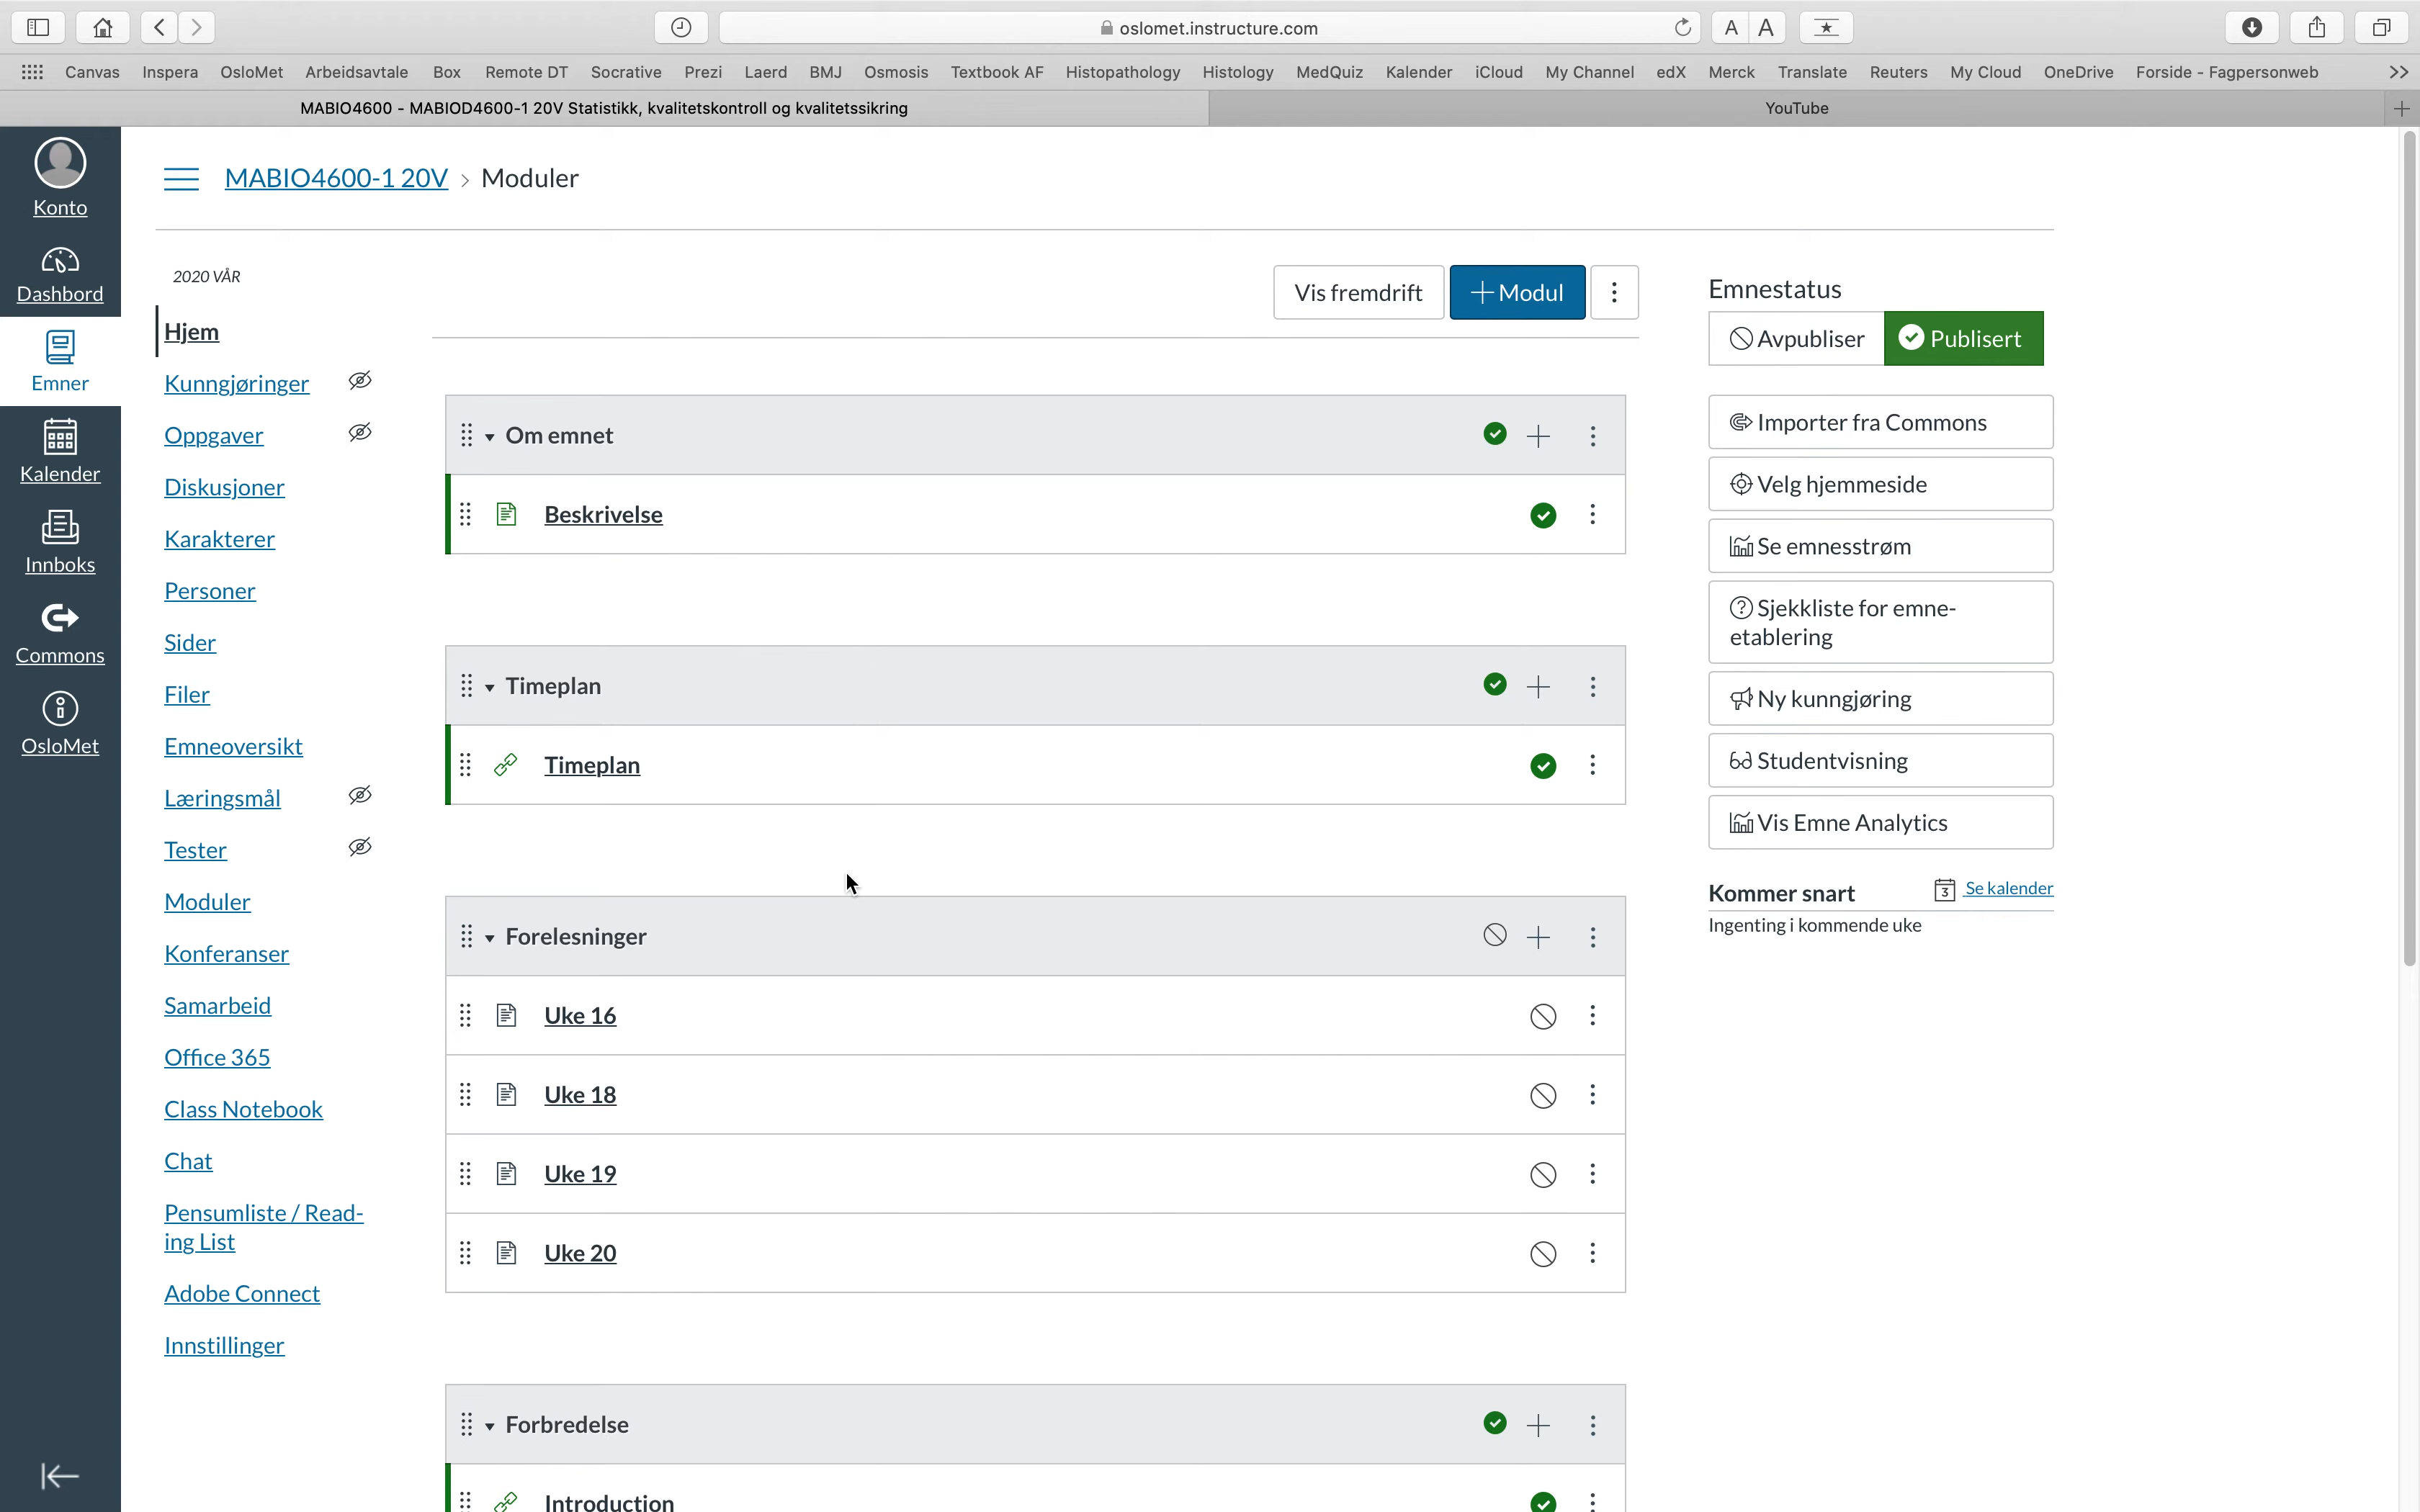 oslomet.instructure.com
A A
Canvas Inspera OsloMet Arbeidsavtale Box Remote DT Socrative Prezi Laerd BMJ Osmosis Textbook AF Histopathology Histology MedQuiz Kalender iCloud My Channel edX Merck Translate Reuters My Cloud OneDrive Forside - Fagpersonweb
MABIO4600 - MABIOD4600-1 20V Statistikk, kvalitetskontroll og kvalitetssikring
YouTube
Konto
Dashbord
Emner
Kalender
Innboks
Commons
OsloMet
MABIO4600-1 20V > Moduler
2020 VÅR
Hjem
Kunngjøringer
Oppgaver
Diskusjoner
Karakterer
Personer
Sider
Filer
Emneoversikt
Læringsmål
Tester
Moduler
Konferanser
Samarbeid
Office 365
Class Notebook
Chat
Pensumliste / Read-
ing List
Adobe Connect
Innstillinger
Vis fremdrift
+ Modul
Om emnet
Beskrivelse
Timeplan
Timeplan
Forelesninger
Uke 16
Uke 18
Uke 19
Uke 20
Forbredelse
Introduction
Emnestatus
Avpubliser
Publisert
Importer fra Commons
Velg hjemmeside
Se emnesstrøm
Sjekkliste for emne-
etablering
Ny kunngjøring
Studentvisning
Vis Emne Analytics
Kommer snart
3 Se kalender
Ingenting i kommende uke